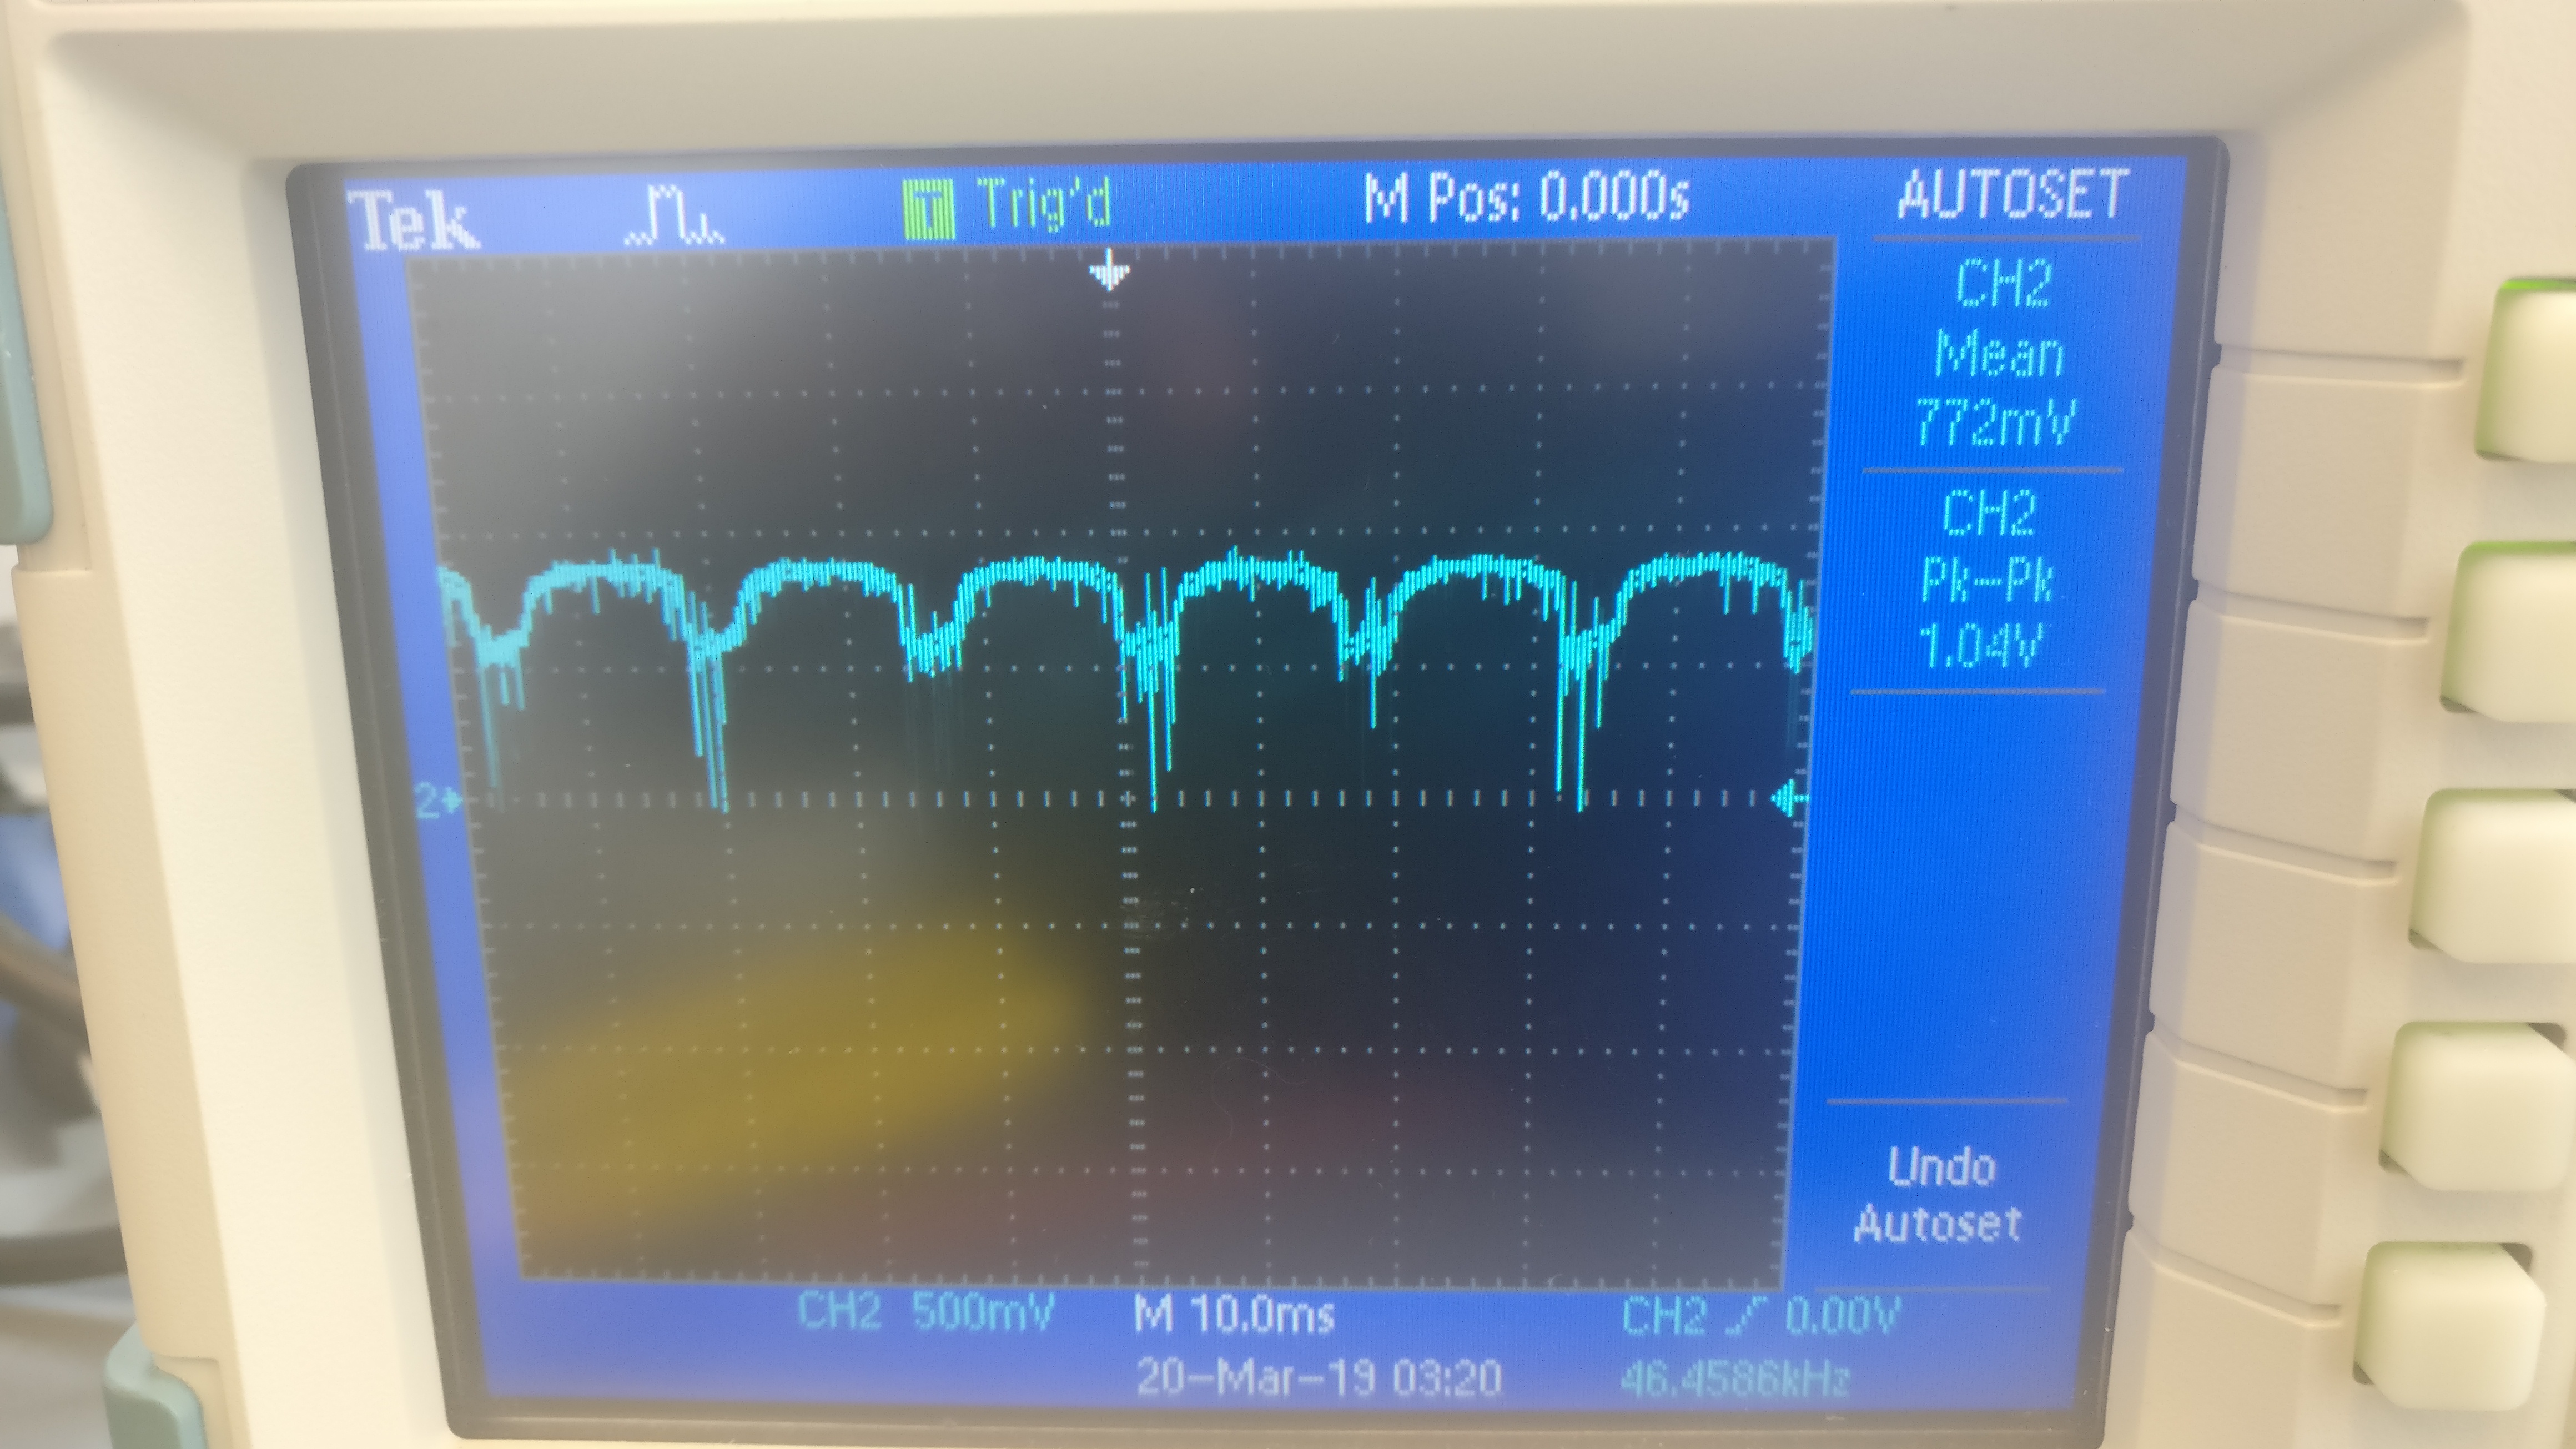 Tek
T Trig'd
M Pos: 0.000s
AUTOSET
CH2
Mean
772mV
CH2
Pk-Pk
1.04V
2
Undo
Autoset
CH2 500mV
M 10.0ms
CH2 0.00V
20-Mar-19 03:20
46.4586kHz